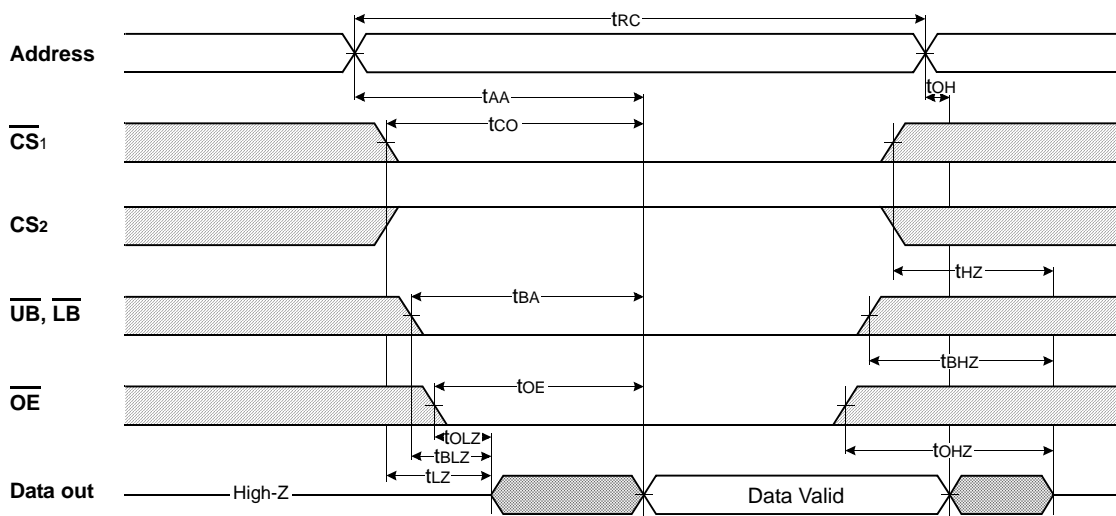 tRC
Address
tOH
tAA
CS1
tCO
CS2
tHZ
UB, LB
tBA
tBHZ
OE
tOE
tOLZ
tBLZ
tOHZ
tLZ
Data out
High-Z
Data Valid